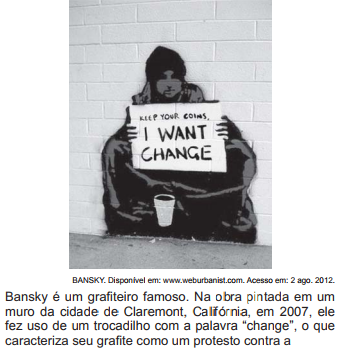 KEEP YOUR COINS,
I WANT
CHANGE
BANSKY. Disponível em: www.weburbanist.com. Acesso em: 2 ago. 2012.
Bansky é um grafiteiro famoso. Na obra pintada em um
muro da cidade de Claremont, Califórnia, em 2007, ele
fez uso de um trocadilho com a palavra “change”, o que
caracteriza seu grafite como um protesto contra a